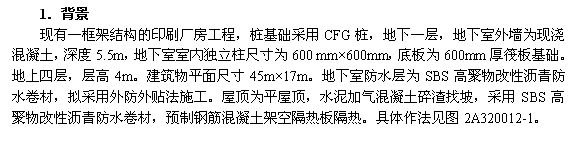 1．背景
现有一框架结构的印刷厂房工程，桩基础采用 CFG 桩，地下一层，地下室外墙为现浇
混凝土，深度 5.5m，地下室室内独立柱尺寸为 600 mm×600mm，底板为 600mm 厚筏板基础。
地上四层，层高 4m。建筑物平面尺寸 45m×17m。地下室防水层为 SBS 高聚物改性沥青防
水卷材，拟采用外防外贴法施工。屋顶为平屋顶，水泥加气混凝土碎渣找坡，采用 SBS 高
聚物改性沥青防水卷材，预制钢筋混凝土架空隔热板隔热。具体作法见图 2A320012-1。